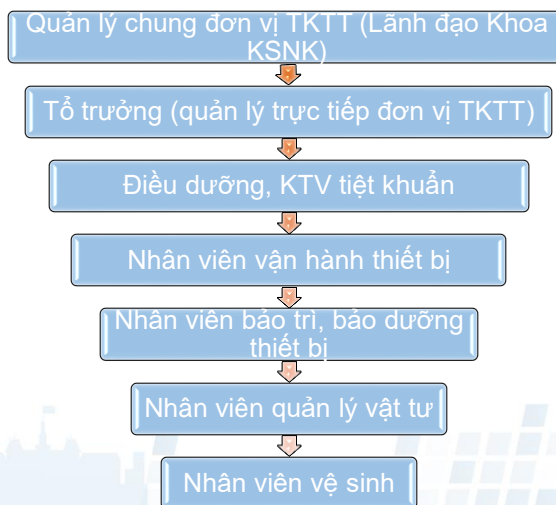 Quản lý chung đơn vị TKTT (Lãnh đạo Khoa
KSNK)
Tổ trưởng (quản lý trực tiếp đơn vị TKTT)
Điều dưỡng, KTV tiệt khuẩn
Nhân viên vận hành thiết bị
Nhân viên bảo trì, bảo dưỡng
thiết bị
Nhân viên quản lý vật tư
Nhân viên vệ sinh